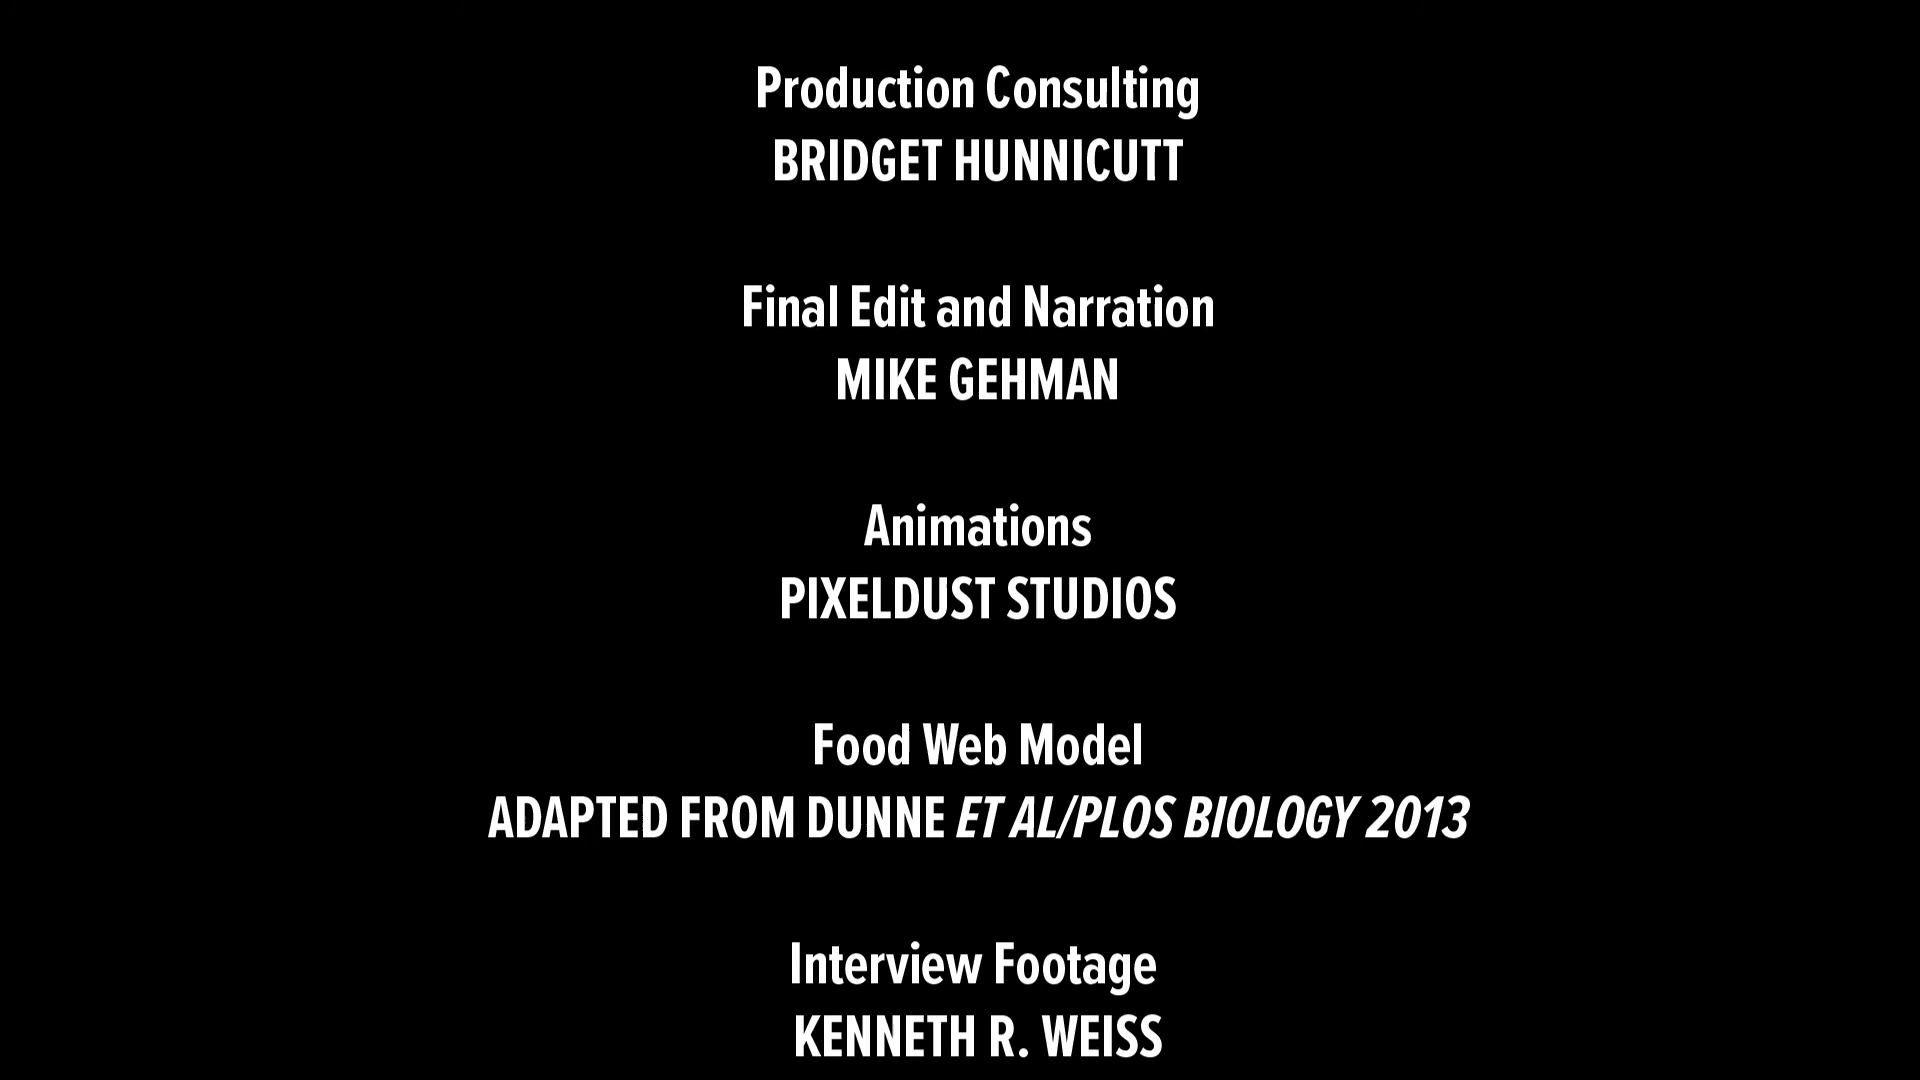 Production Consulting
BRIDGET HUNNICUTT
Final Edit and Narration
MIKE GEHMAN
Animations
PIXELDUST STUDIOS
Food Web Model
ADAPTED FROM DUNNE ET AL/PLOS BIOLOGY 2013
Interview Footage
KENNETH R. WEISS